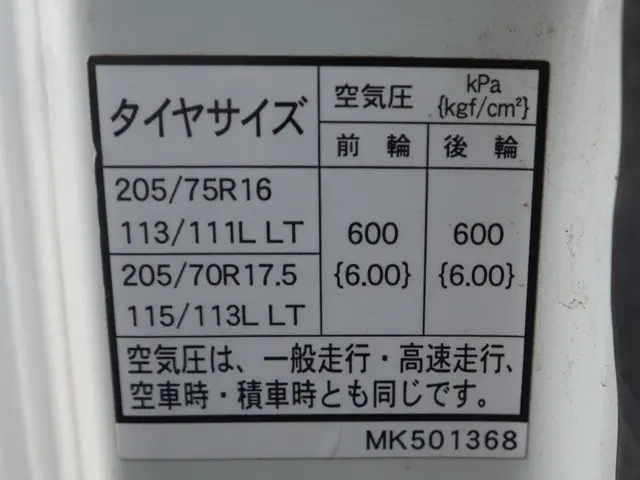 タイヤサイズ
空気圧 kPa {kgf/cm²}
前輪 後輪
205/75R16
113/111L LT
205/70R17.5
115/113L LT
600 600
{6.00} {6.00}
空気圧は、一般走行・高速走行、
空車時・積車時とも同じです。
MK501368